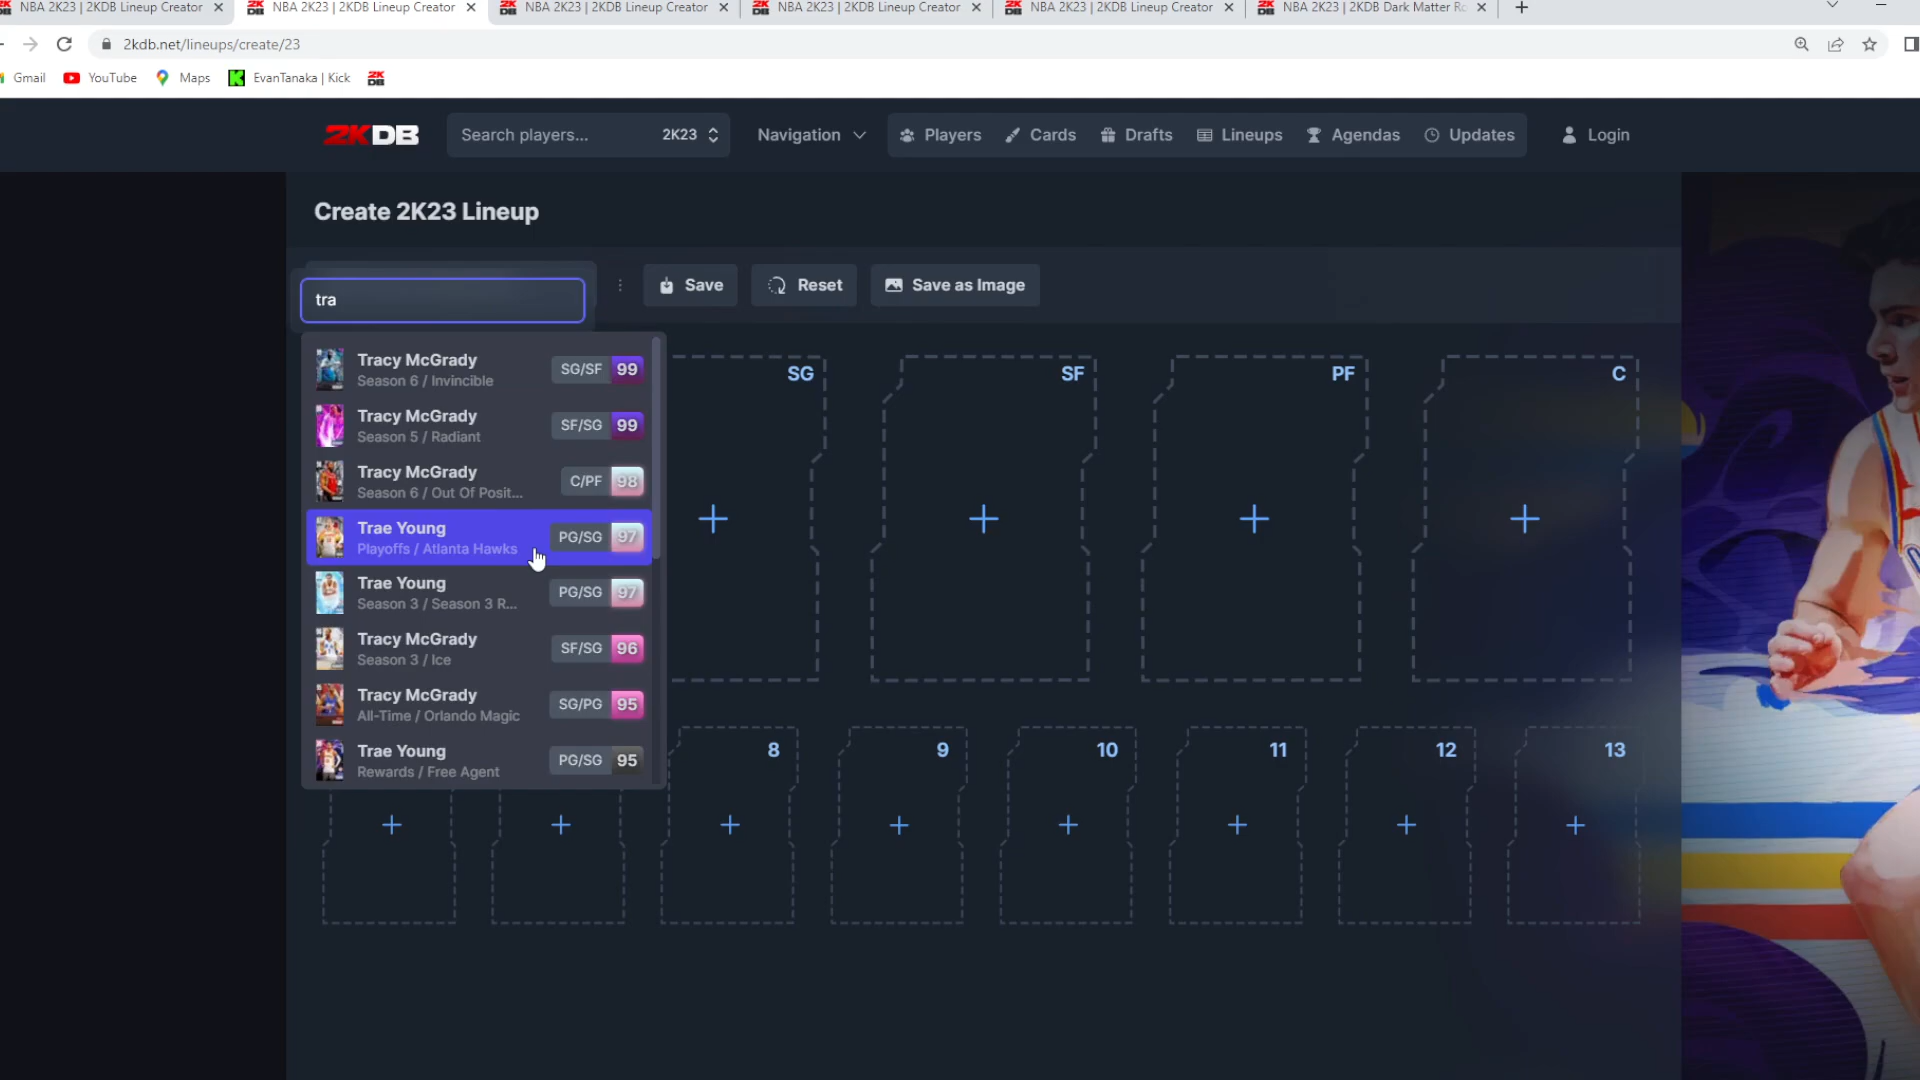 NBA 2K23 | 2KDB Lineup Creator
NBA 2K23 | 2KDB Lineup Creator
NBA 2K23 | 2KDB Lineup Creator
NBA 2K23 | 2KDB Lineup Creator
NBA 2K23 | 2KDB Lineup Creator
NBA 2K23 | 2KDB Dark Matter Ro
2kdb.net/lineups/create/23
Gmail
YouTube
Maps
EvanTanaka | Kick
2KDB
Search players...
2K23
Navigation
Players
Cards
Drafts
Lineups
Agendas
Updates
Login
Create 2K23 Lineup
tra
Save
Reset
Save as Image
Tracy McGrady
Season 6 / Invincible
SG/SF 99
Tracy McGrady
Season 5 / Radiant
SF/SG 99
Tracy McGrady
Season 6 / Out Of Posit...
C/PF 98
Trae Young
Playoffs / Atlanta Hawks
PG/SG 97
Trae Young
Season 3 / Season 3 R...
PG/SG 97
Tracy McGrady
Season 3 / Ice
SF/SG 96
Tracy McGrady
All-Time / Orlando Magic
SG/PG 95
Trae Young
Rewards / Free Agent
PG/SG 95
SG
SF
PF
C
8
9
10
11
12
13